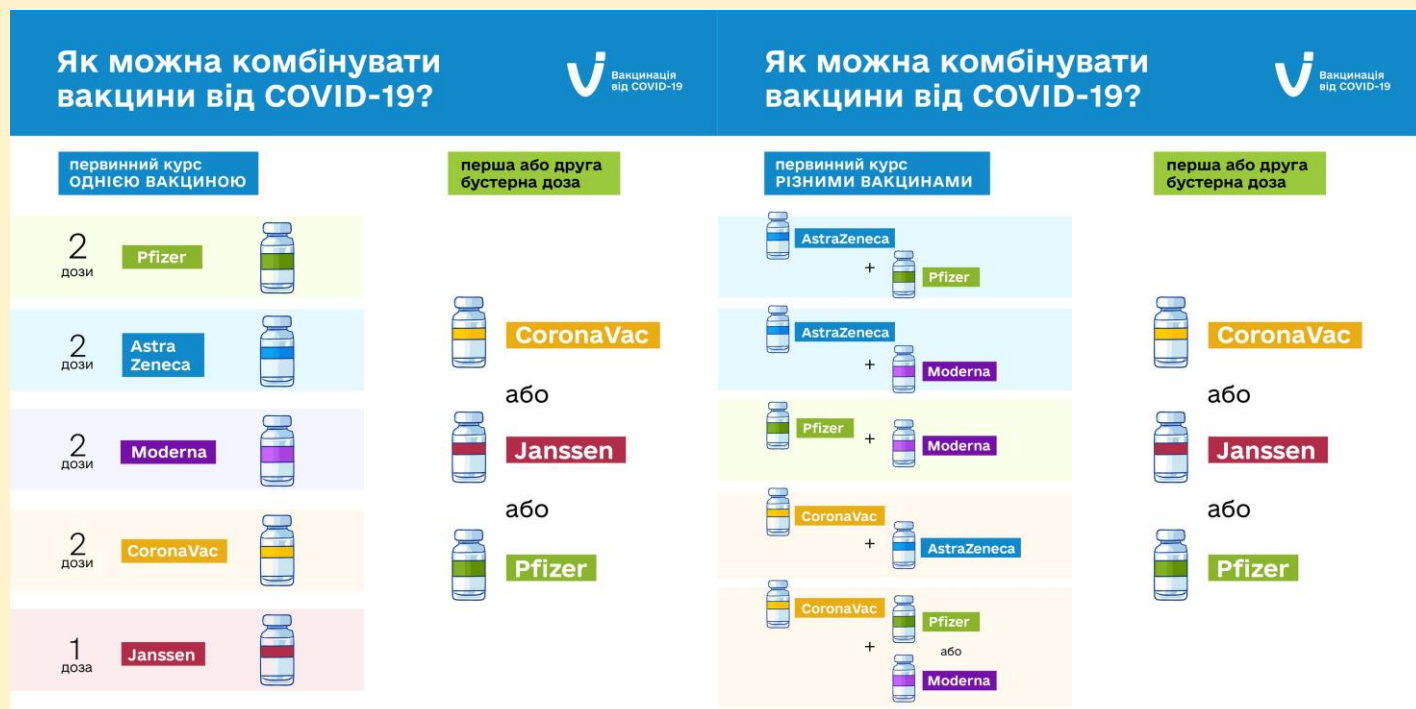 Як можна комбінувати
вакцини від COVID-19?
Вакцинація
від COVID-19
первинний курс
ОДНІЄЮ ВАКЦИНОЮ
перша або друга
бустерна доза
2
дози
Pfizer
2
дози
Astra
Zeneca
2
дози
Moderna
2
дози
CoronaVac
1
доза
Janssen
CoronaVac
або
Janssen
або
Pfizer
Як можна комбінувати
вакцини від COVID-19?
Вакцинація
від COVID-19
первинний курс
РІЗНИМИ ВАКЦИНАМИ
перша або друга
бустерна доза
AstraZeneca
+
Pfizer
AstraZeneca
+
Moderna
Pfizer + Moderna
CoronaVac
+
AstraZeneca
CoronaVac
+
Pfizer
або
Moderna
CoronaVac
або
Janssen
або
Pfizer